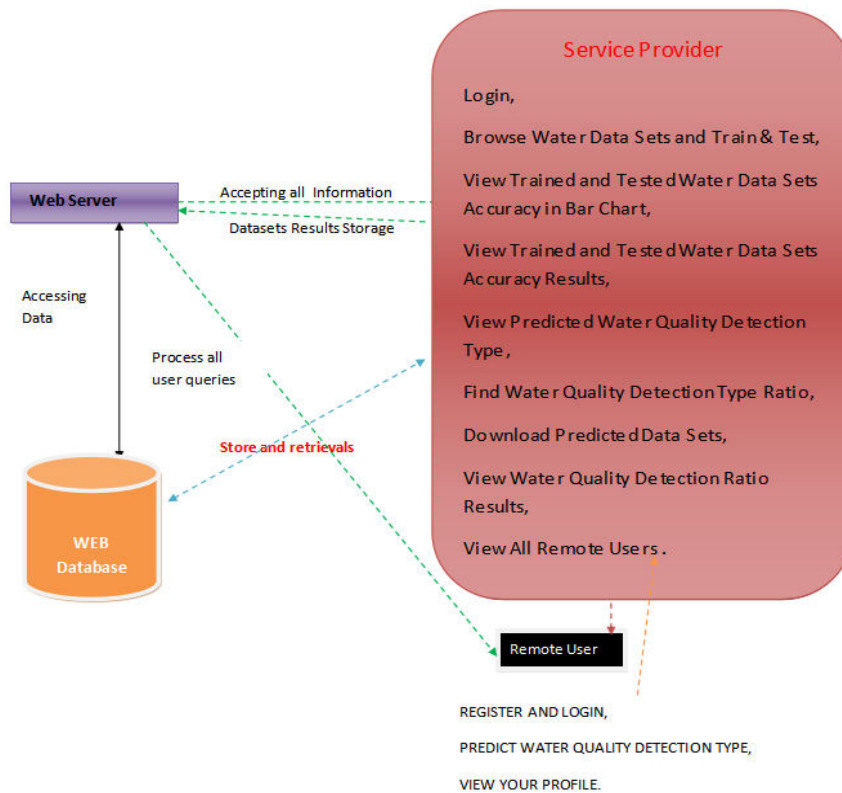 Service Provider
Login,
Browse Water Data Sets and Train & Test,
View Trained and Tested Water Data Sets
Accuracy in Bar Chart,
View Trained and Tested Water Data Sets
Accuracy Results,
View Predicted Water Quality Detection
Type,
Find Water Quality Detection Type Ratio,
Download Predicted Data Sets,
View Water Quality Detection Ratio
Results,
View All Remote Users.
Web Server
Accepting all Information
Datasets Results Storage
Accessing
Data
Process all
user queries
Store and retrievals
WEB
Database
Remote User
REGISTER AND LOGIN,
PREDICT WATER QUALITY DETECTION TYPE,
VIEW YOUR PROFILE.